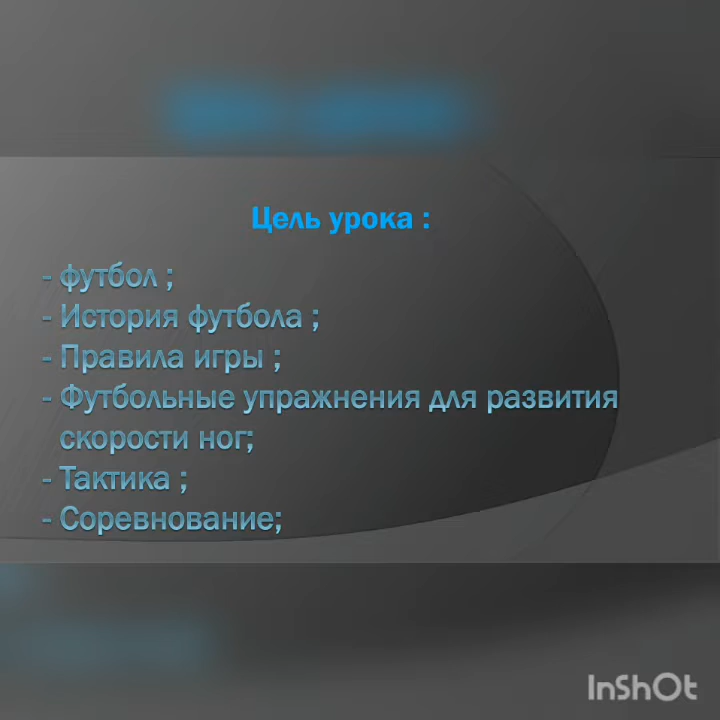 Цель урока :
- футбол ;
- История футбола ;
- Правила игры ;
- Футбольные упражнения для развития
скорости ног;
- Тактика ;
- Соревнование;
InShOt